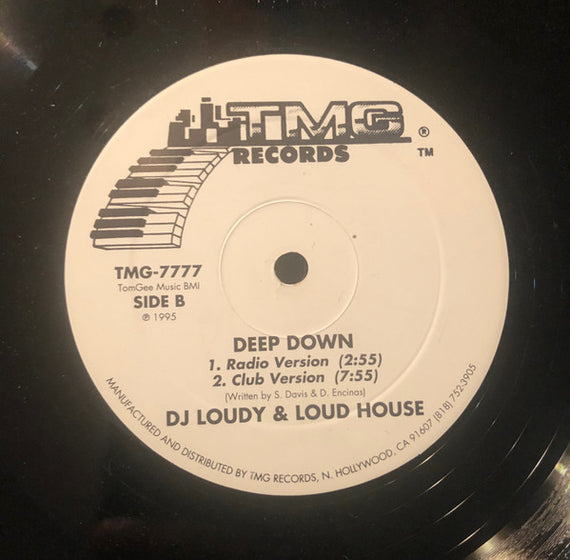 TMG
RECORDS
®
TM
TMG-7777
TomGee Music BMI
SIDE B
℗ 1995
DEEP DOWN
1. Radio Version (2:55)
2. Club Version (7:55)
(Written by S. Davis & D. Encinas)
DJ LOUDY & LOUD HOUSE
MANUFACTURED AND DISTRIBUTED BY TMG RECORDS, N. HOLLYWOOD, CA 91607 (818) 752-3905